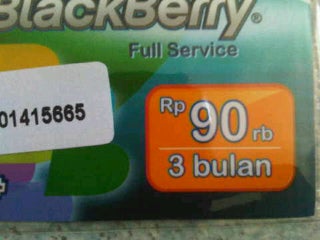 BlackBerry®
Full Service
01415665
Rp 90 rb
3 bulan